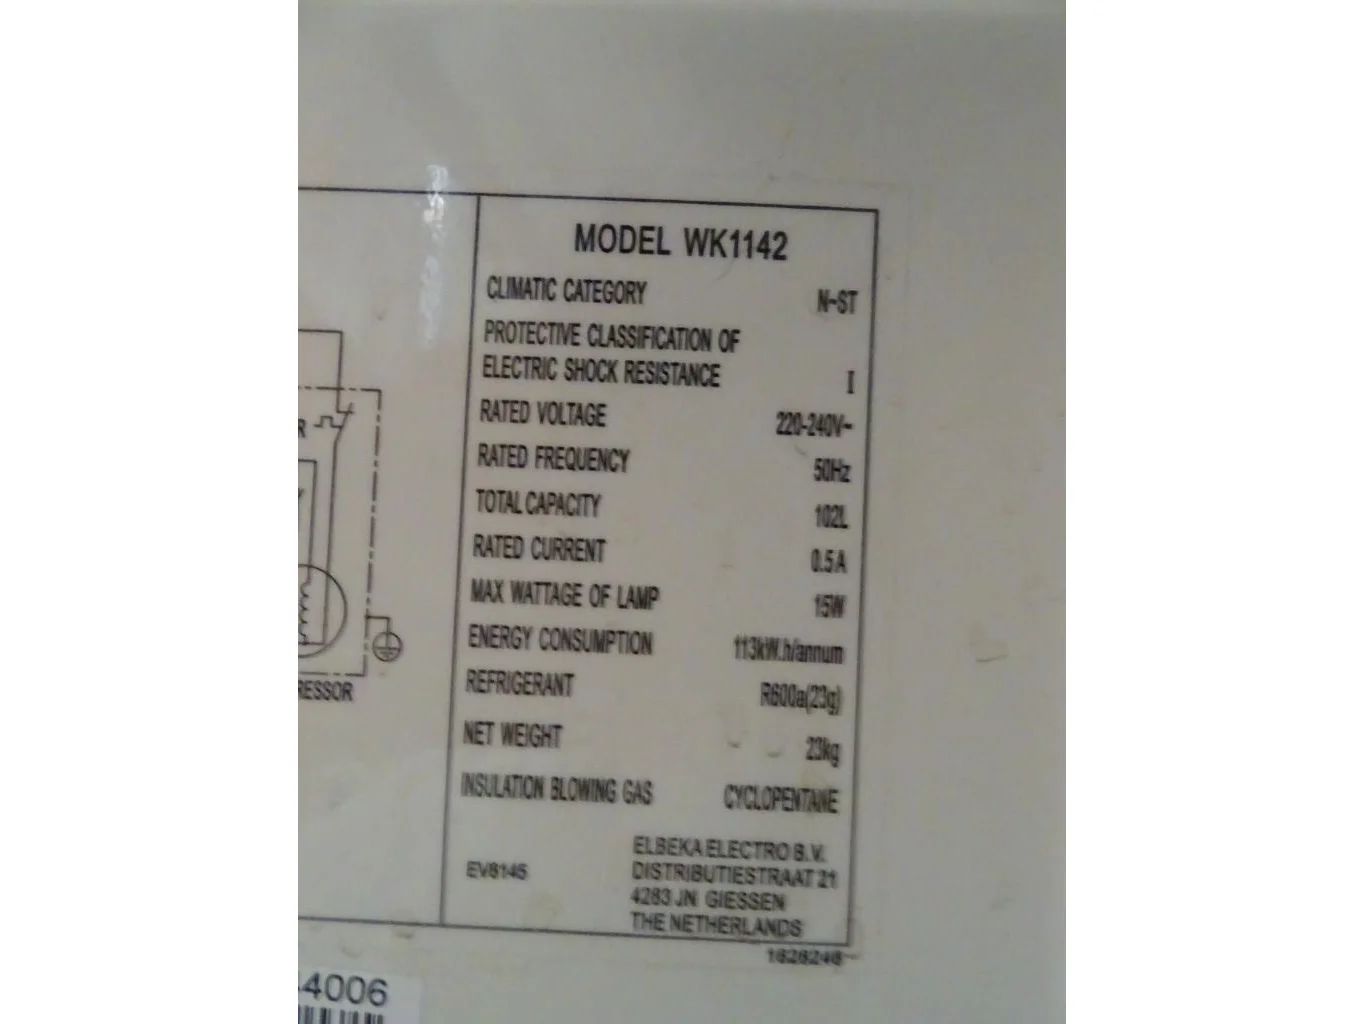 MODEL WK1142
CLIMATIC CATEGORY N-ST
PROTECTIVE CLASSIFICATION OF
ELECTRIC SHOCK RESISTANCE I
RATED VOLTAGE 220-240V~
RATED FREQUENCY 50Hz
TOTAL CAPACITY 102L
RATED CURRENT 0.5A
MAX WATTAGE OF LAMP 15W
ENERGY CONSUMPTION 113kW.h/annum
REFRIGERANT R600a(23g)
NET WEIGHT 23kg
INSULATION BLOWING GAS CYCLOPENTANE
ELBEKA ELECTRO B.V.
EV8145 DISTRIBUTIESTRAAT 21
4283 JN GIESSEN
THE NETHERLANDS
R
Y
RESSOR
4006